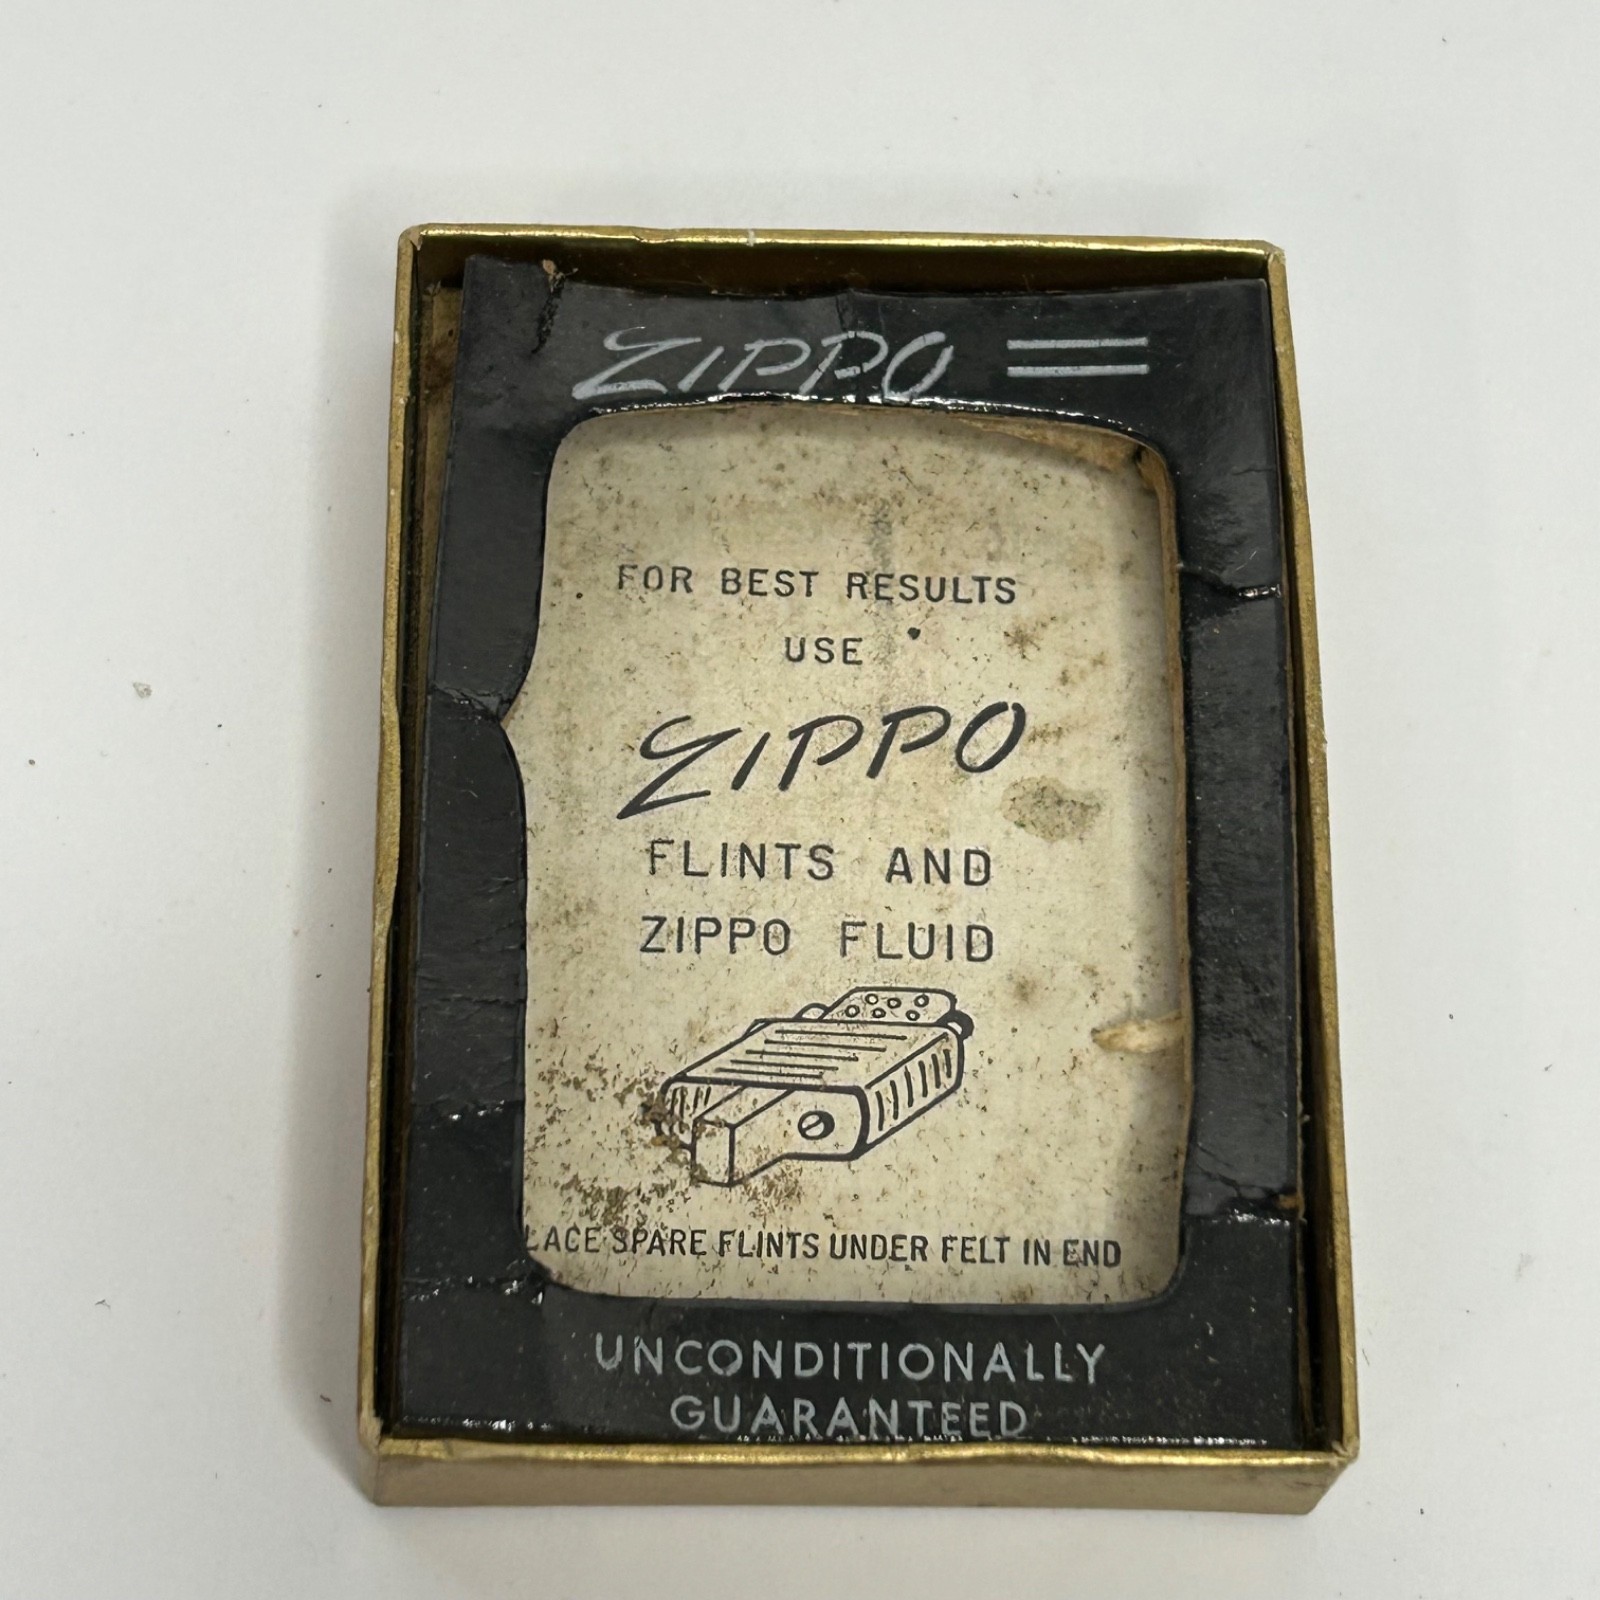 ZIPPO
FOR BEST RESULTS
USE
ZIPPO
FLINTS AND
ZIPPO FLUID
LACE SPARE FLINTS UNDER FELT IN END
UNCONDITIONALLY
GUARANTEED